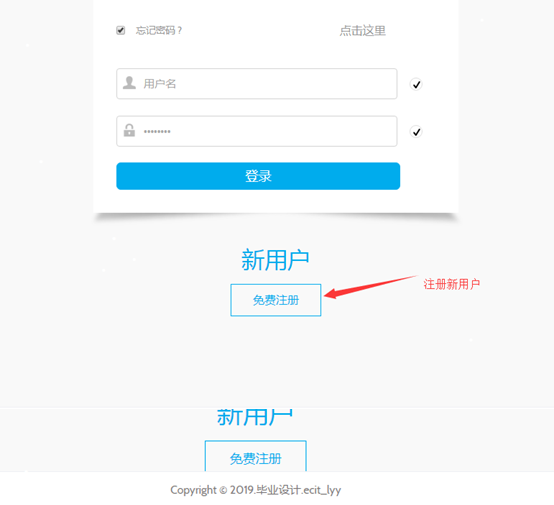 忘记密码？ 点击这里
用户名
••••••••
登录
新用户
免费注册
注册新用户
新用户
免费注册
Copyright © 2019.毕业设计.ecit_lyy